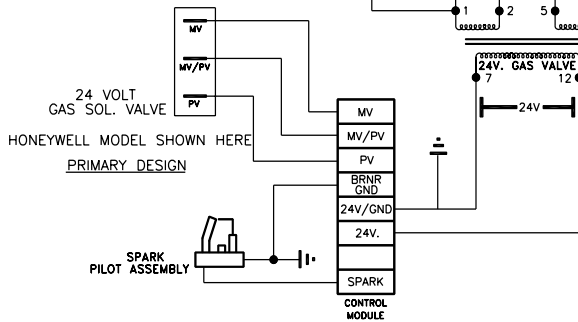 1
2
5
MV
MV/PV
PV
24V. GAS VALVE
7
12
24V
24 VOLT
GAS SOL. VALVE
HONEYWELL MODEL SHOWN HERE
PRIMARY DESIGN
MV
MV/PV
PV
BRNR
GND
24V/GND
24V.
SPARK
SPARK
PILOT ASSEMBLY
CONTROL
MODULE